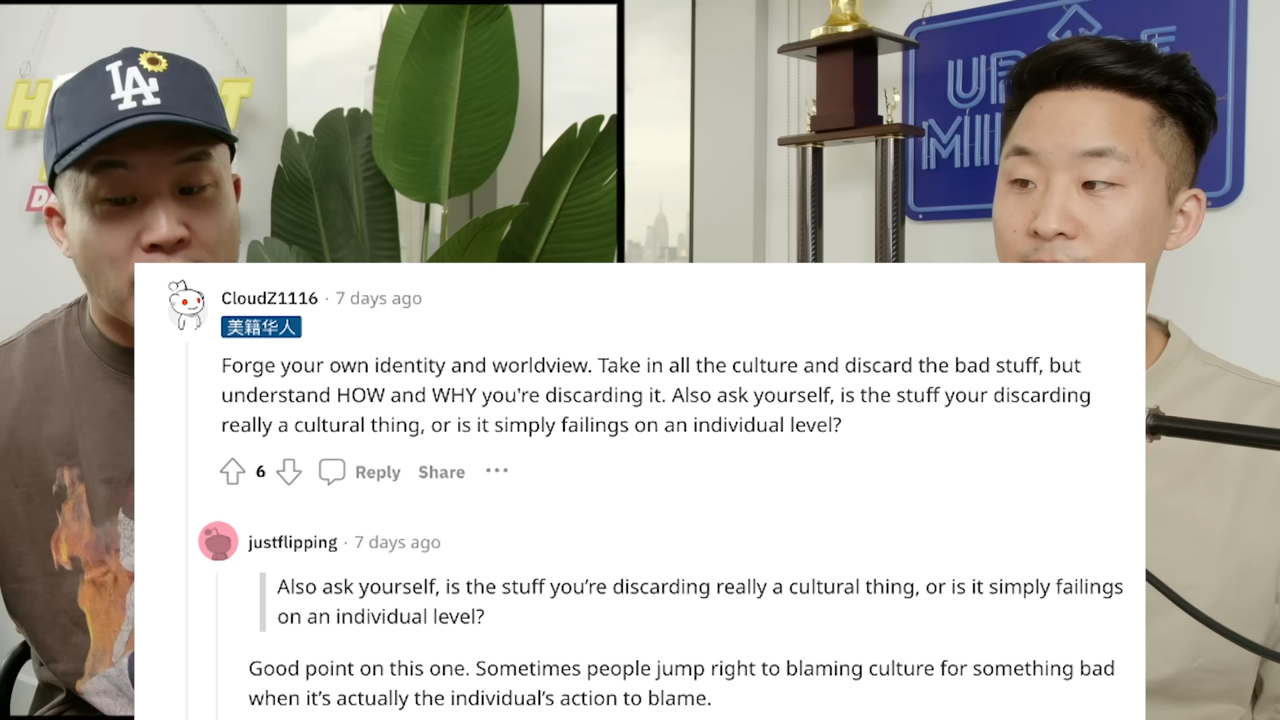 LA
UP
MI
CloudZ1116 · 7 days ago
美籍华人
Forge your own identity and worldview. Take in all the culture and discard the bad stuff, but
understand HOW and WHY you're discarding it. Also ask yourself, is the stuff your discarding
really a cultural thing, or is it simply failings on an individual level?
6 Reply Share ···
justflipping · 7 days ago
Also ask yourself, is the stuff you’re discarding really a cultural thing, or is it simply failings
on an individual level?
Good point on this one. Sometimes people jump right to blaming culture for something bad
when it’s actually the individual’s action to blame.